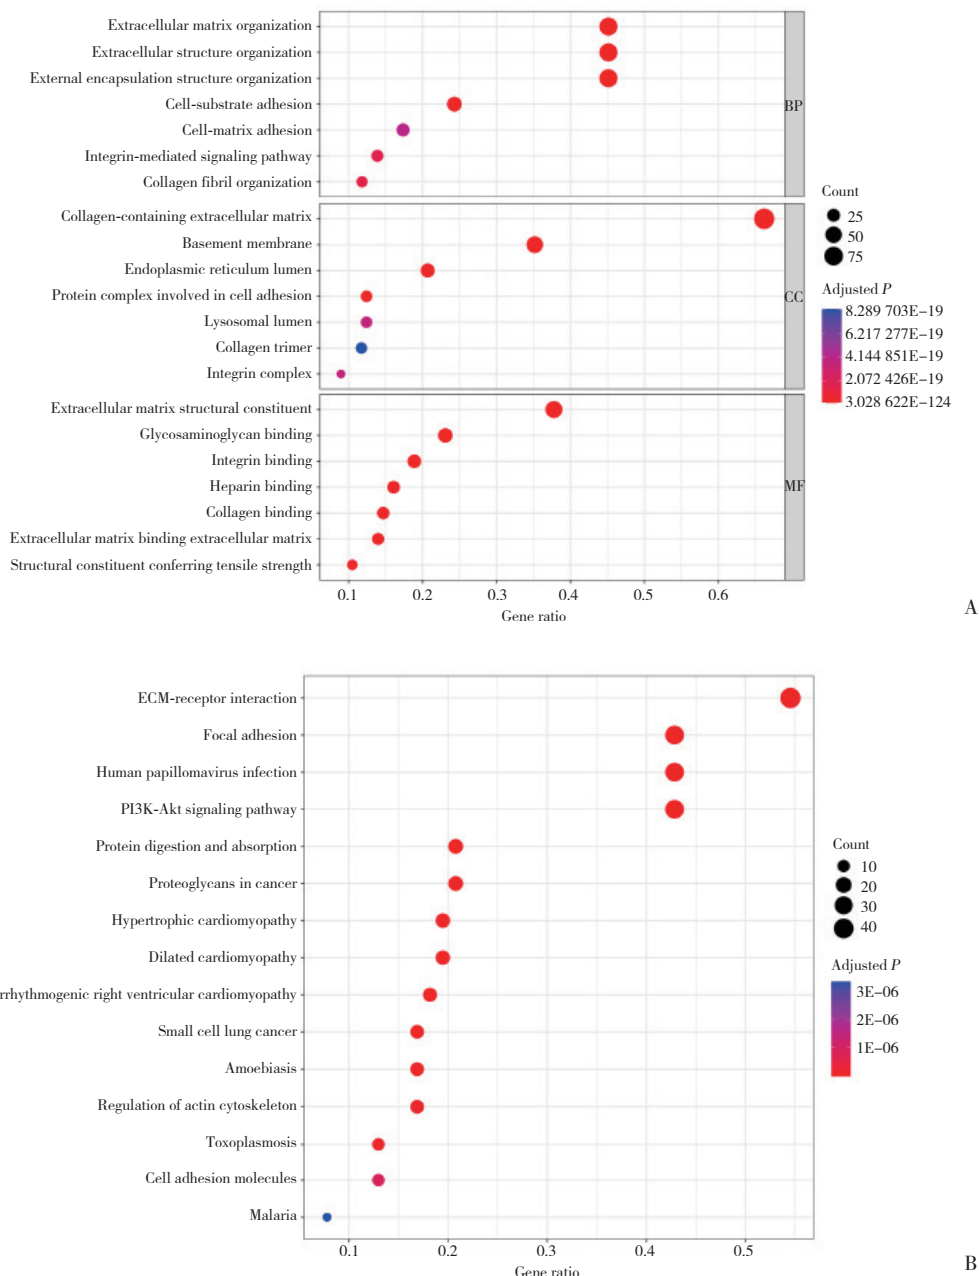 Extracellular matrix organization
Extracellular structure organization
External encapsulation structure organization
Cell-substrate adhesion
Cell-matrix adhesion
Integrin-mediated signaling pathway
Collagen fibril organization
BP
Collagen-containing extracellular matrix
Basement membrane
Endoplasmic reticulum lumen
Protein complex involved in cell adhesion
Lysosomal lumen
Collagen trimer
Integrin complex
CC
Extracellular matrix structural constituent
Glycosaminoglycan binding
Integrin binding
Heparin binding
Collagen binding
Extracellular matrix binding extracellular matrix
Structural constituent conferring tensile strength
MF
0.1 0.2 0.3 0.4 0.5 0.6
Gene ratio
Count
25
50
75
Adjusted P
8.289 703E-19
6.217 277E-19
4.144 851E-19
2.072 426E-19
3.028 622E-124
A
ECM-receptor interaction
Focal adhesion
Human papillomavirus infection
PI3K-Akt signaling pathway
Protein digestion and absorption
Proteoglycans in cancer
Hypertrophic cardiomyopathy
Dilated cardiomyopathy
rrhythmogenic right ventricular cardiomyopathy
Small cell lung cancer
Amoebiasis
Regulation of actin cytoskeleton
Toxoplasmosis
Cell adhesion molecules
Malaria
0.1 0.2 0.3 0.4 0.5
Gene ratio
Count
10
20
30
40
Adjusted P
3E-06
2E-06
1E-06
B